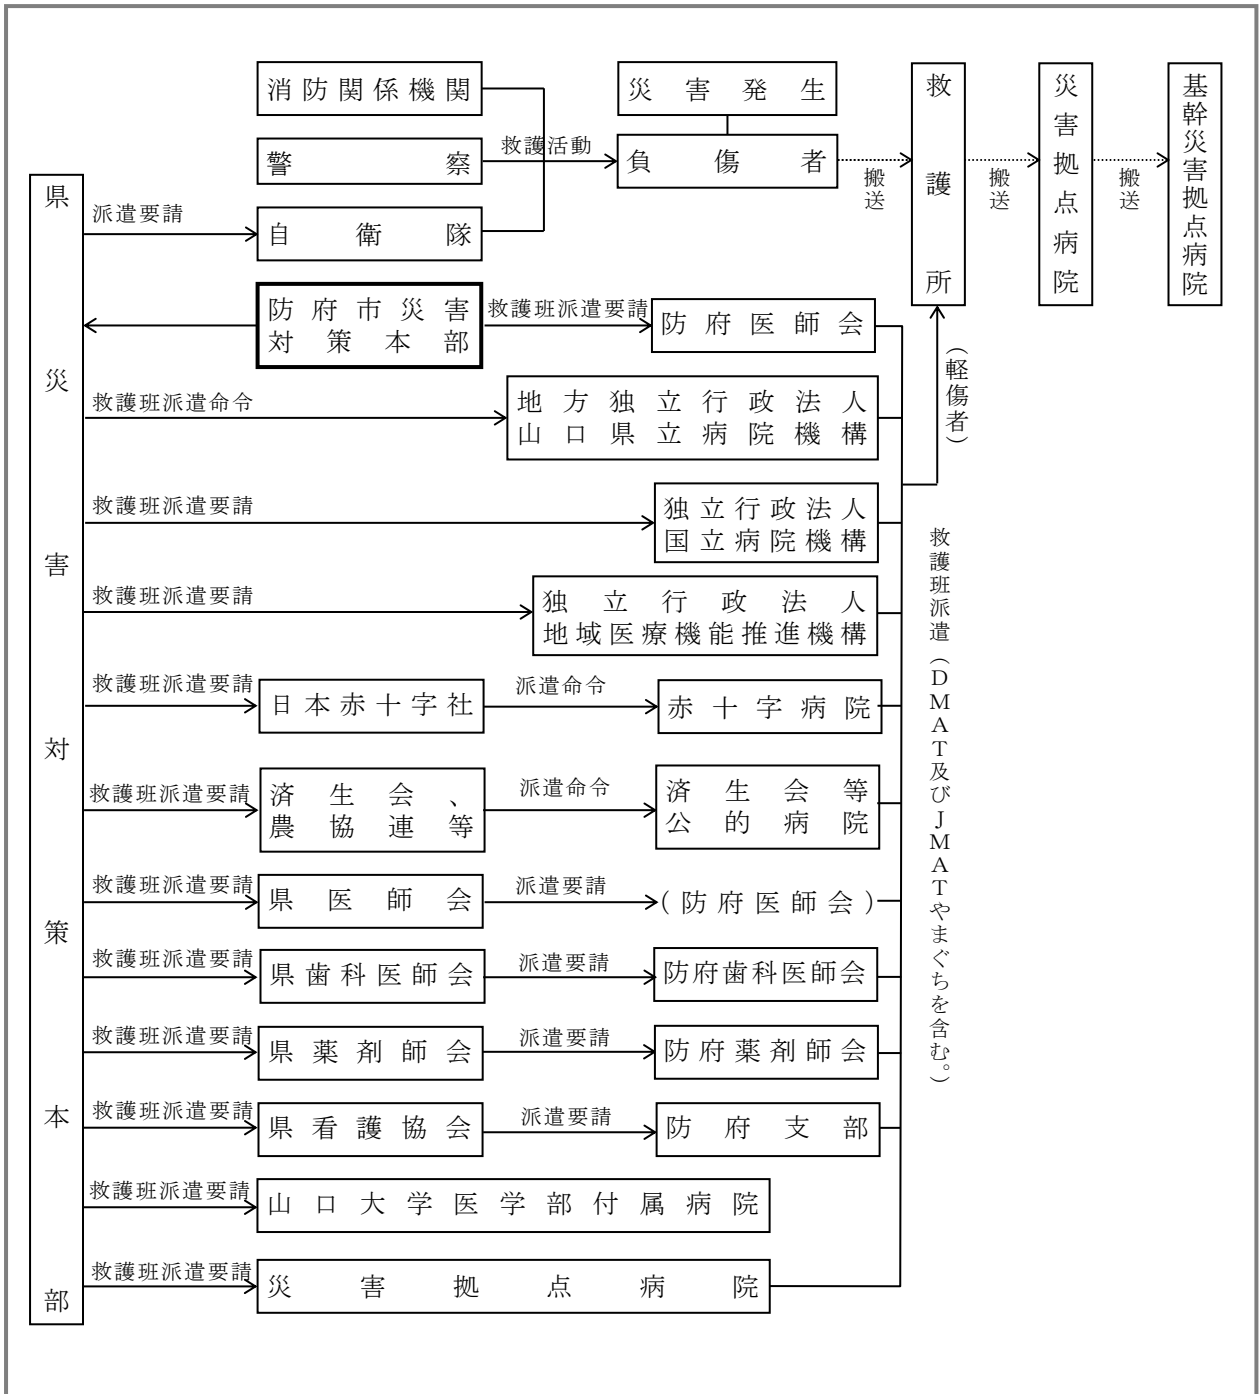 消防関係機関
災害発生
警察
救護活動
負傷者
搬送
救護所
搬送
災害拠点病院
搬送
基幹災害拠点病院
県災害対策本部
派遣要請
自衛隊
防府市災害
対策本部
救護班派遣要請
防府医師会
(軽傷者)
救護班派遣命令
地方独立行政法人
山口県立病院機構
救護班派遣要請
独立行政法人
国立病院機構
救護班派遣(DMAT及びJMATやまぐちを含む。)
救護班派遣要請
独立行政法人
地域医療機能推進機構
救護班派遣要請
日本赤十字社
派遣命令
赤十字病院
救護班派遣要請
済生会、
農協連等
派遣命令
済生会等
公的病院
救護班派遣要請
県医師会
派遣要請
(防府医師会)
救護班派遣要請
県歯科医師会
派遣要請
防府歯科医師会
救護班派遣要請
県薬剤師会
派遣要請
防府薬剤師会
救護班派遣要請
県看護協会
派遣要請
防府支部
救護班派遣要請
山口大学医学部付属病院
救護班派遣要請
災害拠点病院